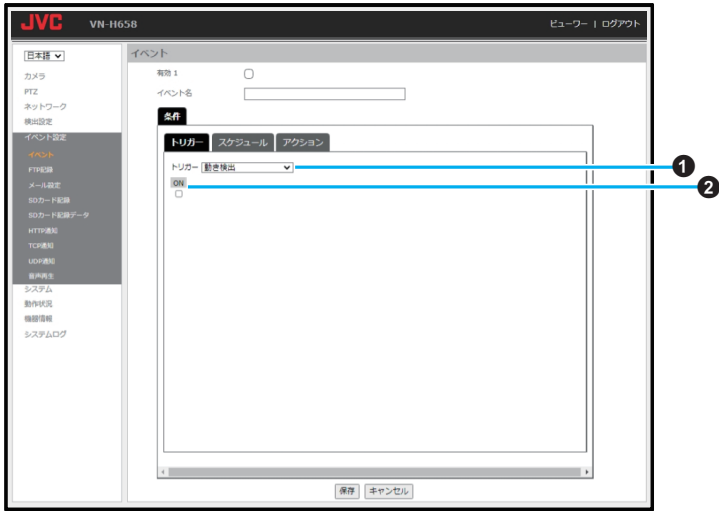 JVC VN-H658 ビューワー | ログアウト
日本語
カメラ
PTZ
ネットワーク
検出設定
イベント設定
イベント
FTP記録
メール設定
SDカード記録
SDカード記録データ
HTTP通知
TCP通知
UDP通知
音声再生
システム
動作状況
機器情報
システムログ
イベント
有効 1
イベント名
条件
トリガー スケジュール アクション
トリガー 動き検出
ON
保存 キャンセル
1
2